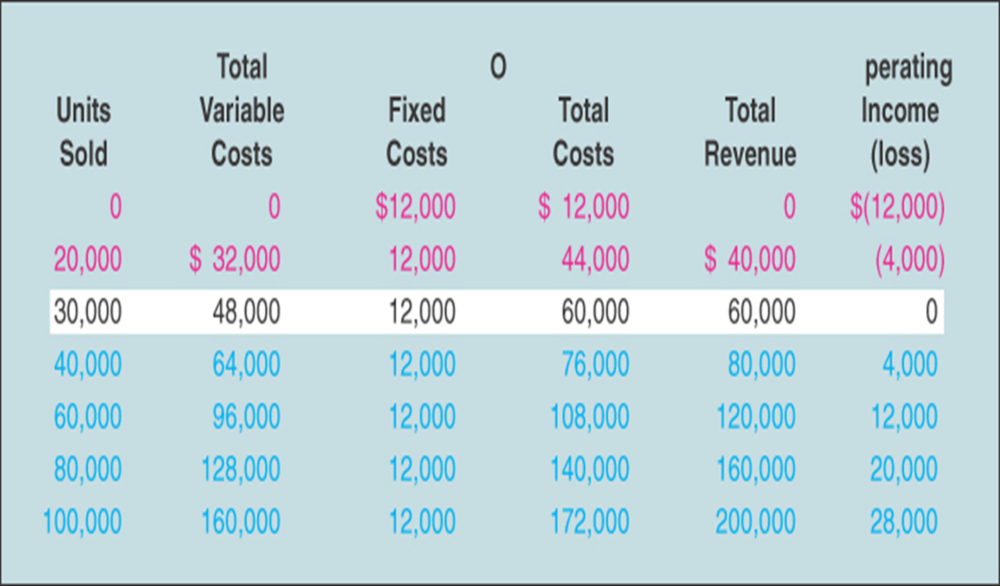 Total O perating
Units Variable Fixed Total Total Income
Sold Costs Costs Costs Revenue (loss)
0 0 $12,000 $ 12,000 0 $(12,000)
20,000 $ 32,000 12,000 44,000 $ 40,000 (4,000)
30,000 48,000 12,000 60,000 60,000 0
40,000 64,000 12,000 76,000 80,000 4,000
60,000 96,000 12,000 108,000 120,000 12,000
80,000 128,000 12,000 140,000 160,000 20,000
100,000 160,000 12,000 172,000 200,000 28,000